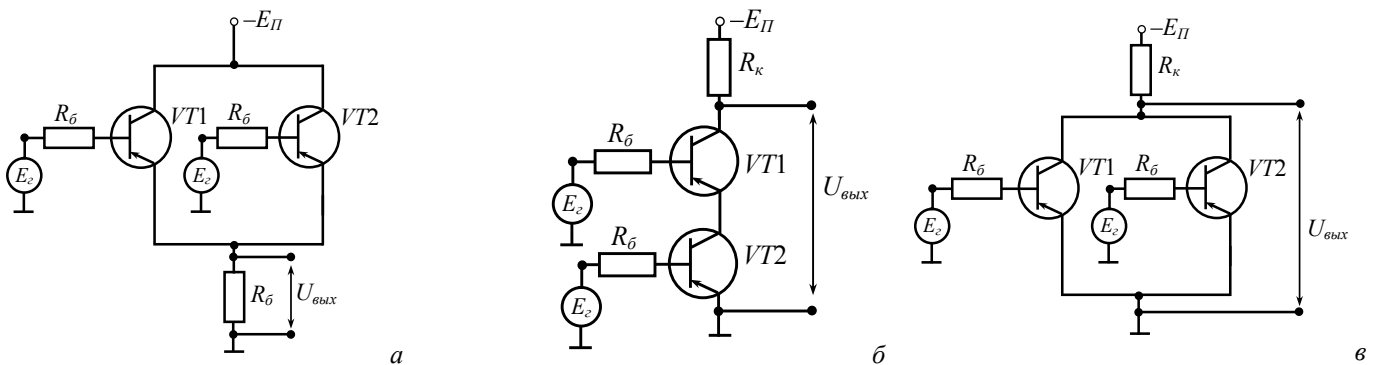 –E_П
R_б
VT1
R_б
VT2
E_г
E_г
R_б
U_вых
а
–E_П
R_к
R_б
VT1
E_г
U_вых
R_б
VT2
E_г
б
–E_П
R_к
R_б
VT1
R_б
VT2
E_г
E_г
U_вых
в